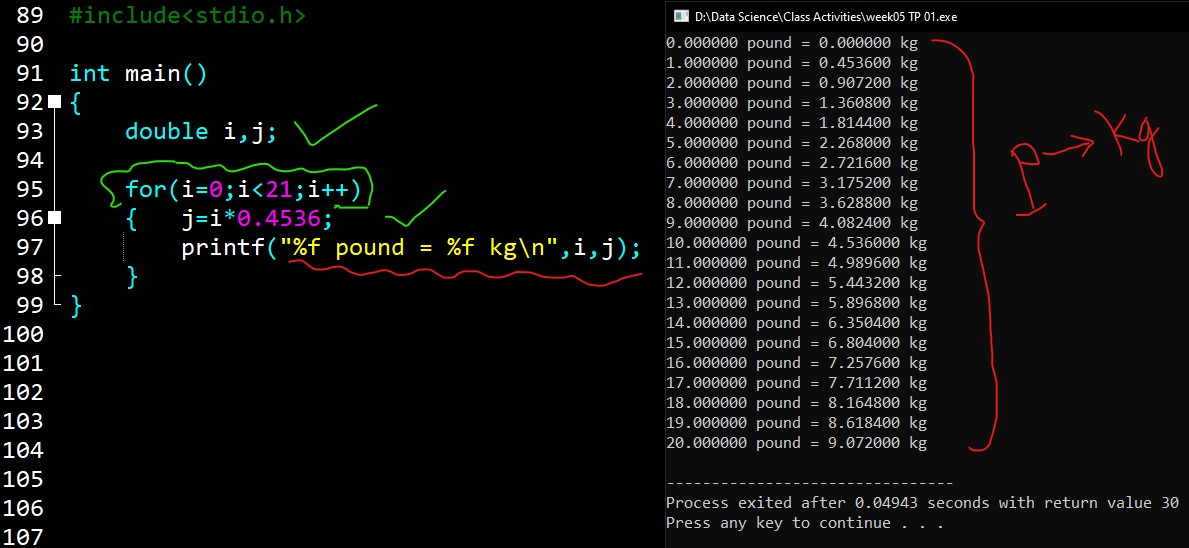 89 #include<stdio.h>
90
91 int main()
92 {
93 double i,j;
94
95 for(i=0;i<21;i++)
96 { j=i*0.4536;
97 printf("%f pound = %f kg\n",i,j);
98 }
99 }
100
101
102
103
104
105
106
107
D:\Data Science\Class Activities\week05 TP 01.exe
0.000000 pound = 0.000000 kg
1.000000 pound = 0.453600 kg
2.000000 pound = 0.907200 kg
3.000000 pound = 1.360800 kg
4.000000 pound = 1.814400 kg
5.000000 pound = 2.268000 kg
6.000000 pound = 2.721600 kg
7.000000 pound = 3.175200 kg
8.000000 pound = 3.628800 kg
9.000000 pound = 4.082400 kg
10.000000 pound = 4.536000 kg
11.000000 pound = 4.989600 kg
12.000000 pound = 5.443200 kg
13.000000 pound = 5.896800 kg
14.000000 pound = 6.350400 kg
15.000000 pound = 6.804000 kg
16.000000 pound = 7.257600 kg
17.000000 pound = 7.711200 kg
18.000000 pound = 8.164800 kg
19.000000 pound = 8.618400 kg
20.000000 pound = 9.072000 kg
--------------------------------
Process exited after 0.04943 seconds with return value 30
Press any key to continue . . .
P → Kg